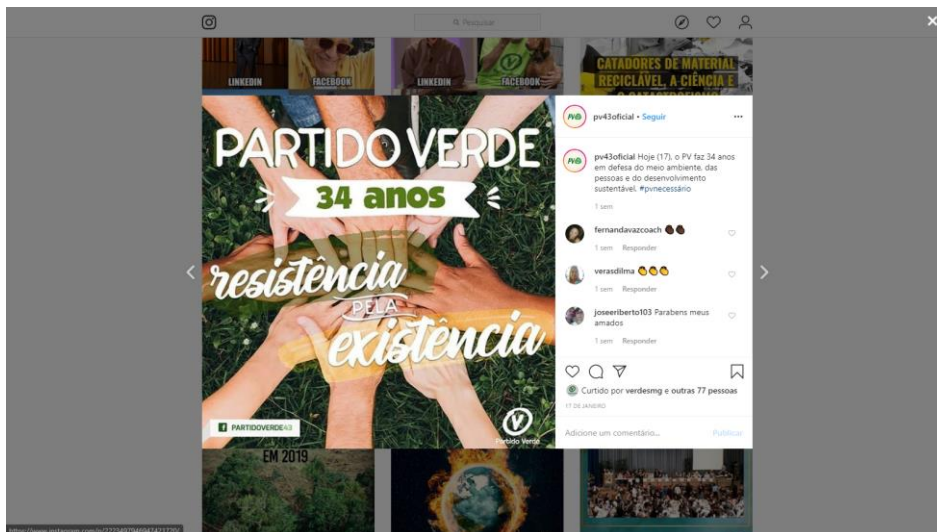 Pesquisar
LINKEDIN
FACEBOOK
LINKEDIN
FACEBOOK
CATADORES DE MATERIAL
RECICLÁVEL, A CIÊNCIA E
O CATASTROFISMO
PARTIDO VERDE
34 anos
resistência
PELA
existência
PARTIDOVERDE43
Partido Verde
pv43oficial • Seguir
pv43oficial Hoje (17), o PV faz 34 anos
em defesa do meio ambiente, das
pessoas e do desenvolvimento
sustentável. #pvnecessário
1 sem
fernandavazcoach
1 sem Responder
verasdilma 👏👏👏
1 sem Responder
joseeriberto103 Parabens meus
amados
1 sem Responder
Curtido por verdesmg e outras 77 pessoas
17 DE JANEIRO
Adicione um comentário...
Publicar
EM 2019